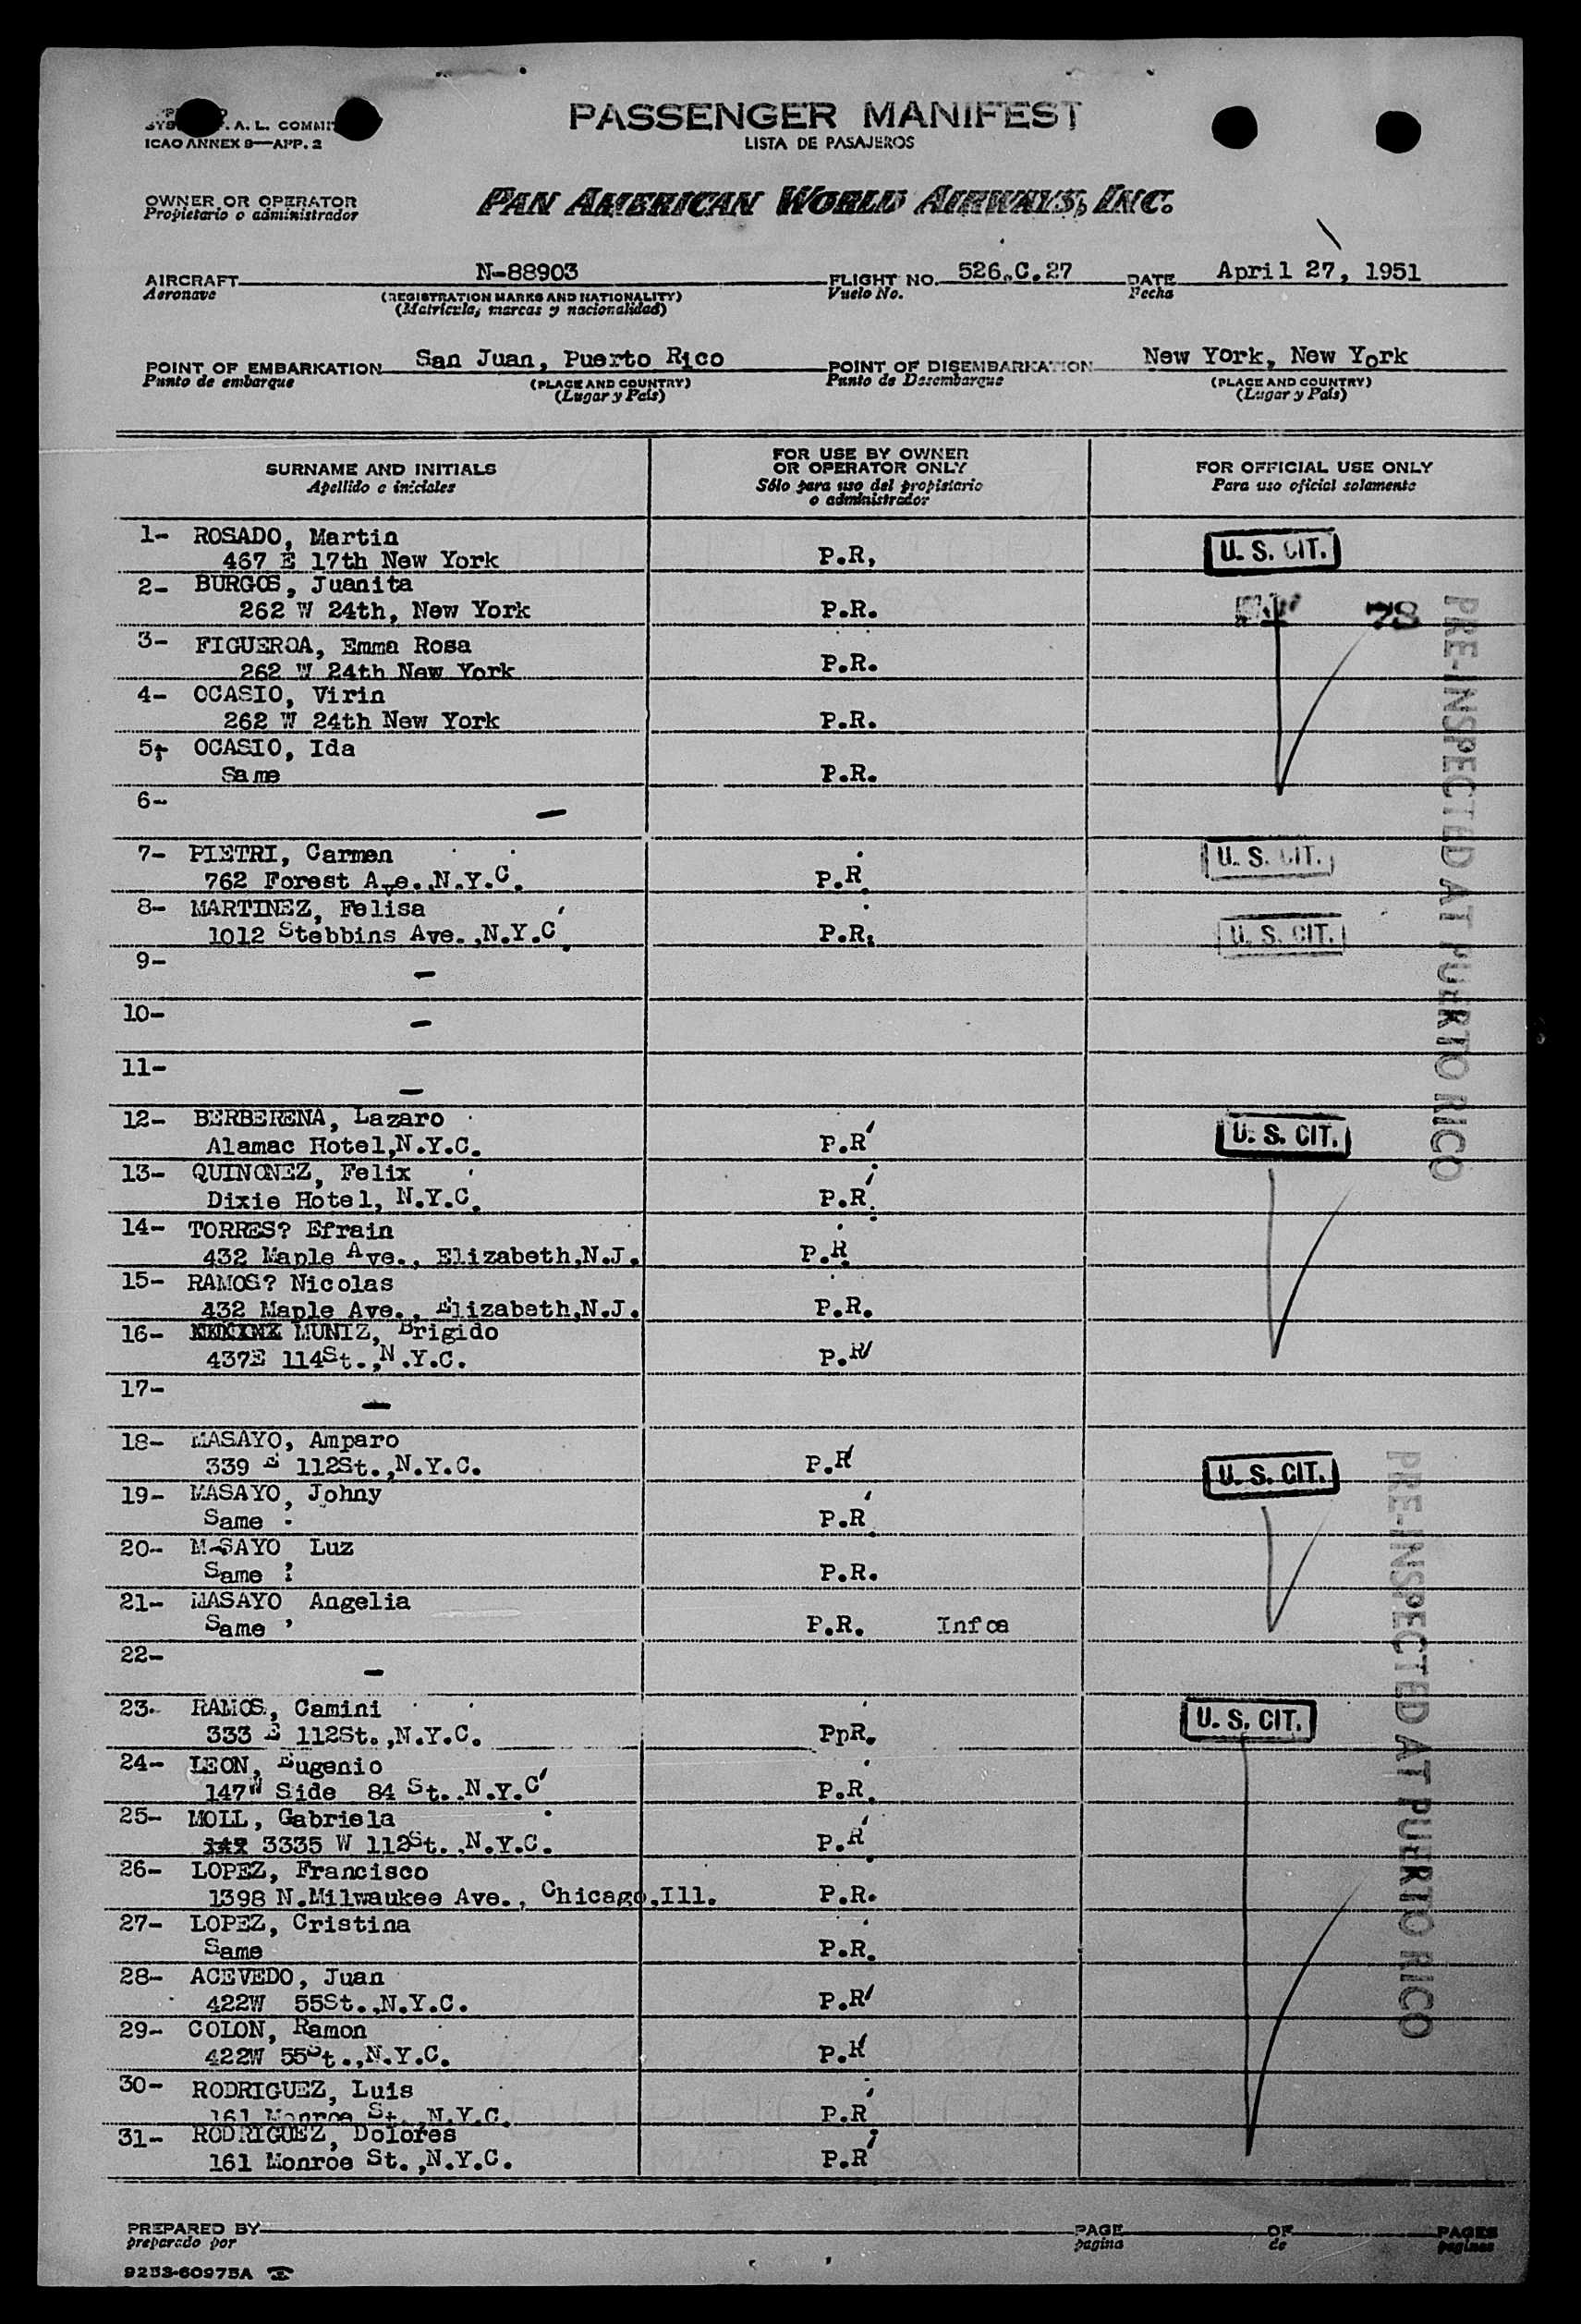 F. A. L. COMMIT
ICAO ANNEX 9—APP. 2
PASSENGER MANIFEST
LISTA DE PASAJEROS
OWNER OR OPERATOR
Propietario o administrador
PAN AMERICAN WORLD AIRWAYS, INC.
AIRCRAFT N-88903 FLIGHT NO. 526.C.27 DATE April 27, 1951
Aeronave (REGISTRATION MARKS AND NATIONALITY) Vuelo No. Fecha
(Matrícula, marcas y nacionalidad)
POINT OF EMBARKATION San Juan, Puerto Rico POINT OF DISEMBARKATION New York, New York
Punto de embarque (PLACE AND COUNTRY) Punto de Desembarque (PLACE AND COUNTRY)
(Lugar y País) (Lugar y País)
SURNAME AND INITIALS
Apellido e iniciales
FOR USE BY OWNER
OR OPERATOR ONLY
Sólo para uso del propietario
o administrador
FOR OFFICIAL USE ONLY
Para uso oficial solamente
1- ROSADO, Martin
467 E 17th New York P.R, U. S. CIT.
2- BURGOS, Juanita
262 W 24th, New York P.R. 78
3- FIGUEROA, Emma Rosa
262 W 24th New York P.R.
4- OCASIO, Virin
262 W 24th New York P.R.
5- OCASIO, Ida
Same P.R.
6- —
7- PIETRI, Carmen U. S. CIT.
762 Forest Ave.,N.Y.C. P.R.
8- MARTINEZ, Felisa
1012 Stebbins Ave.,N.Y.C. P.R. U. S. CIT.
9- —
10- —
11- —
PRE-INSPECTED AT PUERTO RICO
12- BERBERENA, Lazaro U. S. CIT.
Alamac Hotel,N.Y.C. P.R
13- QUINONEZ, Felix
Dixie Hotel, N.Y.C. P.R.
14- TORRES? Efrain
432 Maple Ave., Elizabeth,N.J. P.R.
15- RAMOS? Nicolas
432 Maple Ave., Elizabeth,N.J. P.R.
16- MUNIZ, Brigido
437E 114St.,N.Y.C. P.R
17- —
18- MASAYO, Amparo
339 E 112St.,N.Y.C. P.R U. S. CIT.
19- MASAYO, Johny
Same P.R.
20- MASAYO Luz
Same P.R.
21- MASAYO Angelia
Same P.R. Infoa
22- —
23- RAMOS, Camini U. S. CIT.
333 E 112St.,N.Y.C. PpR.
24- LEON, Eugenio
147W Side 84 St.,N.Y.C P.R.
25- MOLL, Gabriela
3335 W 112St.,N.Y.C. P.R
26- LOPEZ, Francisco
1398 N.Milwaukee Ave., Chicago,Ill. P.R.
27- LOPEZ, Cristina
Same P.R.
28- ACEVEDO, Juan
422W 55St.,N.Y.C. P.R
29- COLON, Ramon
422W 55St.,N.Y.C. P.R
30- RODRIGUEZ, Luis
161 Monroe St.,N.Y.C. P.R
31- RODRIGUEZ, Dolores
161 Monroe St.,N.Y.C. P.R
PRE-INSPECTED AT PUERTO RICO
PREPARED BY PAGE OF PAGES
preparado por pagina de paginas
9253-60975A